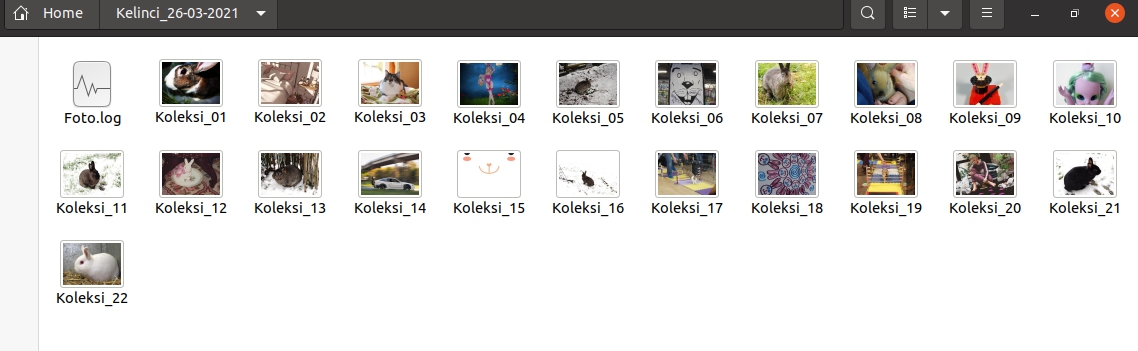 Home Kelinci_26-03-2021
Foto.log Koleksi_01 Koleksi_02 Koleksi_03 Koleksi_04 Koleksi_05 Koleksi_06 Koleksi_07 Koleksi_08 Koleksi_09 Koleksi_10
Koleksi_11 Koleksi_12 Koleksi_13 Koleksi_14 Koleksi_15 Koleksi_16 Koleksi_17 Koleksi_18 Koleksi_19 Koleksi_20 Koleksi_21
Koleksi_22